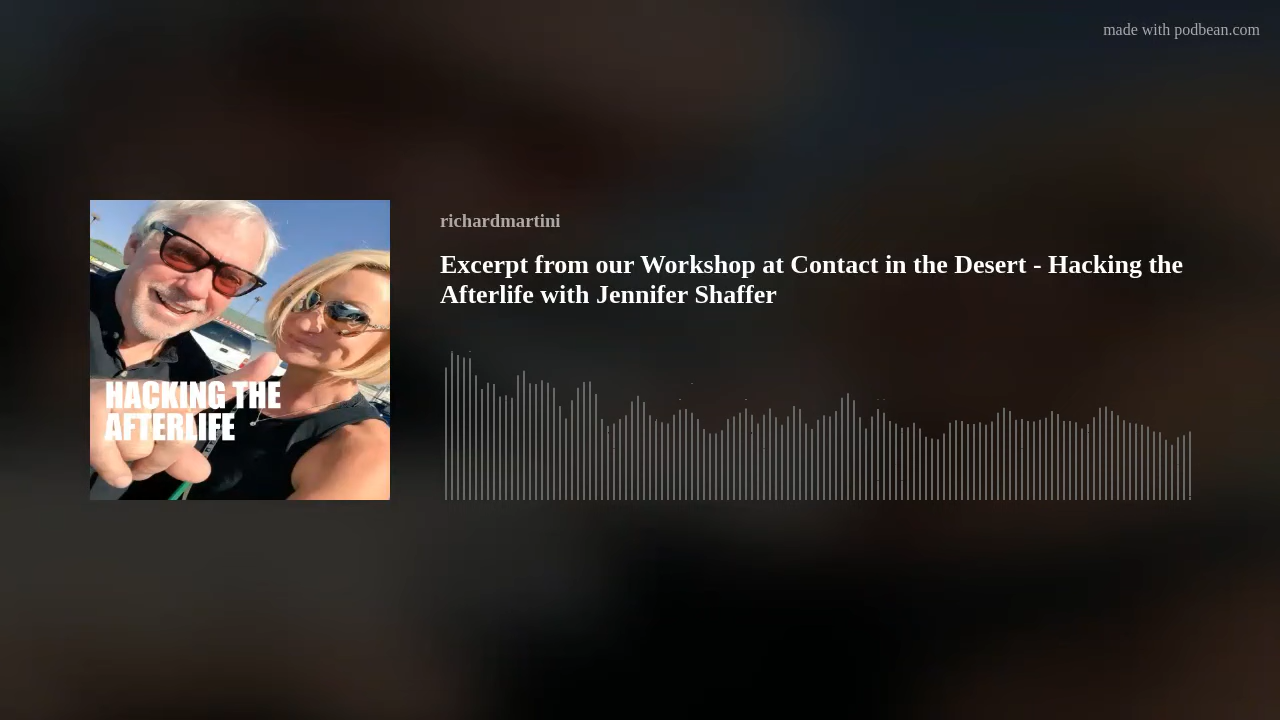 made with podbean.com
richardmartini
Excerpt from our Workshop at Contact in the Desert - Hacking the
Afterlife with Jennifer Shaffer
HACKING THE
AFTERLIFE